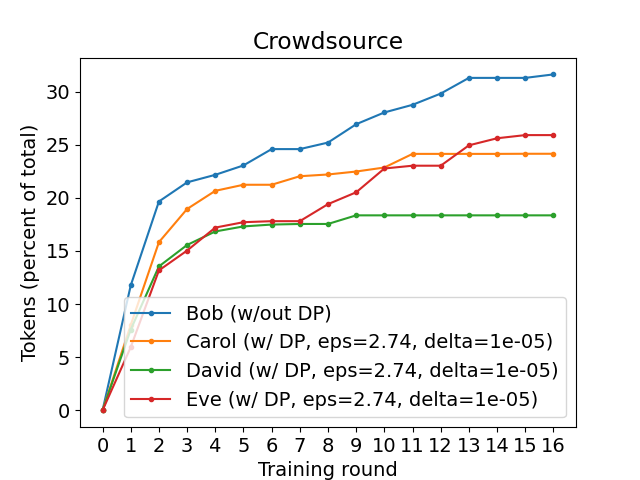 Crowdsource
Tokens (percent of total)
30
25
20
15
10
5
0
Bob (w/out DP)
Carol (w/ DP, eps=2.74, delta=1e-05)
David (w/ DP, eps=2.74, delta=1e-05)
Eve (w/ DP, eps=2.74, delta=1e-05)
0 1 2 3 4 5 6 7 8 9 10 11 12 13 14 15 16
Training round